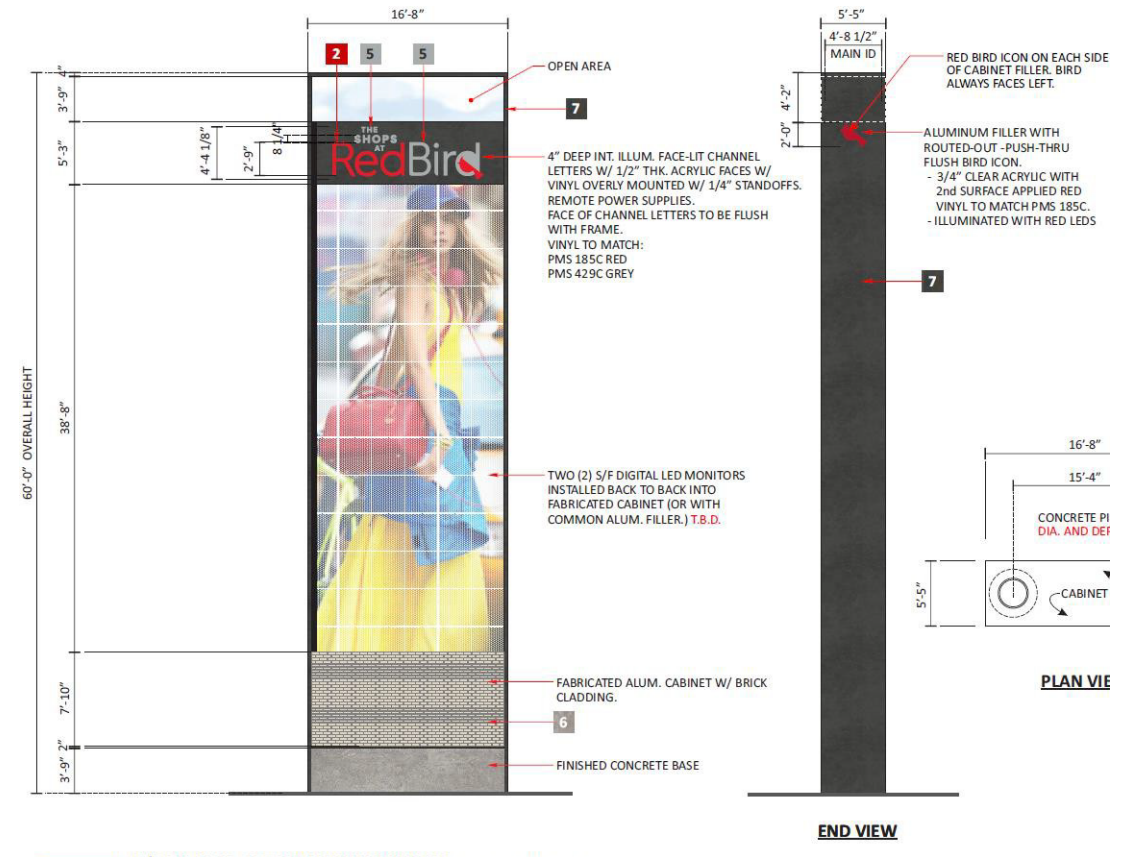 16'-8"
2
5
5
OPEN AREA
7
4"
3'-9"
5'-3"
4'-4 1/8"
2'-9"
8 1/4"
THE
SHOPS
AT
RedBird
4" DEEP INT. ILLUM. FACE-LIT CHANNEL
LETTERS W/ 1/2" THK. ACRYLIC FACES W/
VINYL OVERLY MOUNTED W/ 1/4" STANDOFFS.
REMOTE POWER SUPPLIES.
FACE OF CHANNEL LETTERS TO BE FLUSH
WITH FRAME.
VINYL TO MATCH:
PMS 185C RED
PMS 429C GREY
60'-0" OVERALL HEIGHT
38'-8"
TWO (2) S/F DIGITAL LED MONITORS
INSTALLED BACK TO BACK INTO
FABRICATED CABINET (OR WITH
COMMON ALUM. FILLER.) T.B.D.
7'-10"
2"
3'-9"
FABRICATED ALUM. CABINET W/ BRICK
CLADDING.
6
FINISHED CONCRETE BASE
5'-5"
4'-8 1/2"
MAIN ID
4'-2"
2'-0"
RED BIRD ICON ON EACH SIDE
OF CABINET FILLER. BIRD
ALWAYS FACES LEFT.
ALUMINUM FILLER WITH
ROUTED-OUT -PUSH-THRU
FLUSH BIRD ICON.
- 3/4" CLEAR ACRYLIC WITH
2nd SURFACE APPLIED RED
VINYL TO MATCH PMS 185C.
- ILLUMINATED WITH RED LEDS
7
END VIEW
16'-8"
15'-4"
CONCRETE PI
DIA. AND DEP
5'-5"
CABINET
PLAN VIE